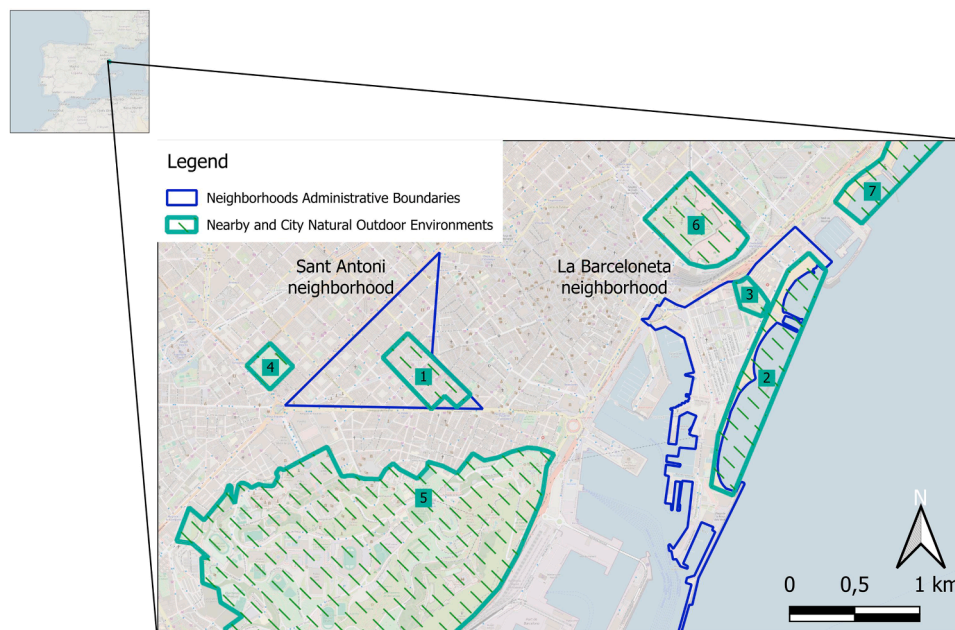 Legend
Neighborhoods Administrative Boundaries
Nearby and City Natural Outdoor Environments
Sant Antoni
neighborhood
La Barceloneta
neighborhood
7
6
3
4
1
2
5
N
0 0,5 1 km